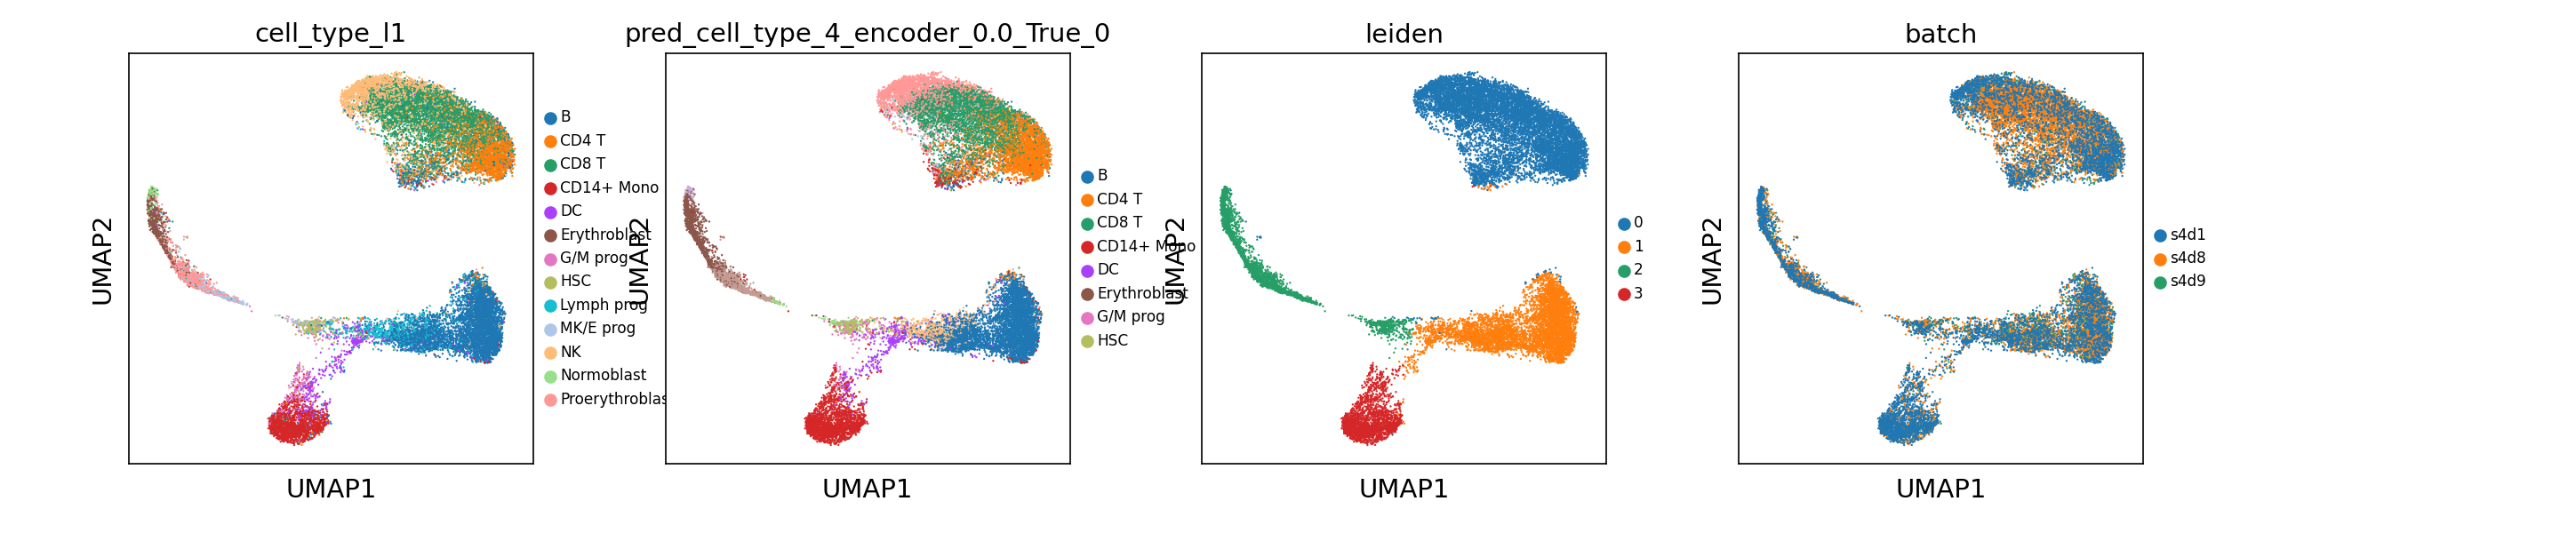 cell_type_l1
B
CD4 T
CD8 T
CD14+ Mono
DC
Erythroblast
G/M prog
HSC
Lymph prog
MK/E prog
NK
Normoblast
Proerythroblas
UMAP2
UMAP1
pred_cell_type_4_encoder_0.0_True_0
B
CD4 T
CD8 T
CD14+ Mono
DC
Erythroblast
G/M prog
HSC
UMAP2
UMAP1
leiden
0
1
2
3
UMAP2
UMAP1
batch
s4d1
s4d8
s4d9
UMAP2
UMAP1